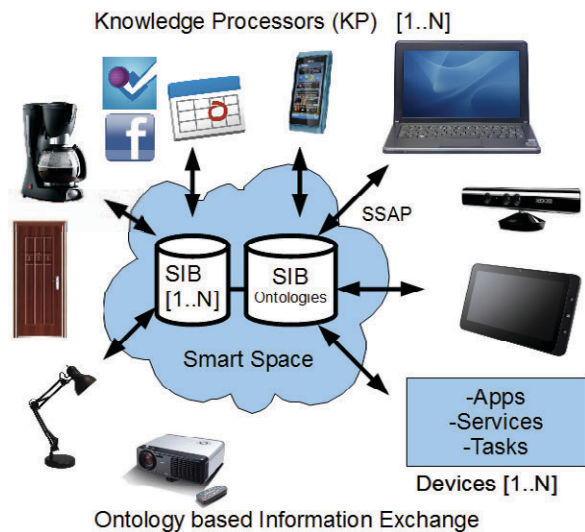 Knowledge Processors (KP) [1..N]
f
SSAP
SIB
[1..N]
SIB
Ontologies
Smart Space
-Apps
-Services
-Tasks
Devices [1..N]
Ontology based Information Exchange